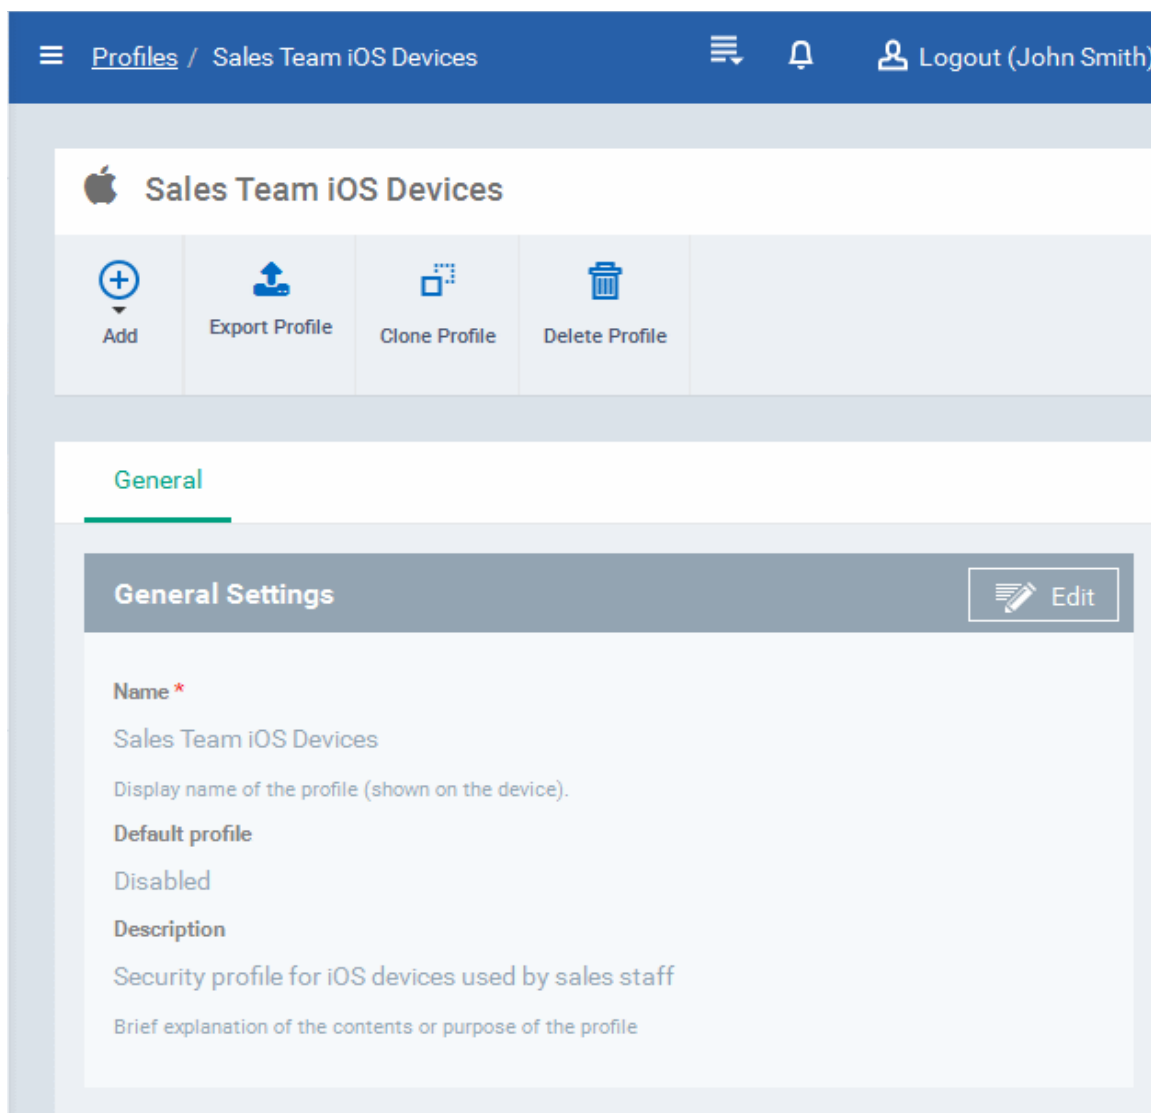 Profiles / Sales Team iOS Devices Logout (John Smith)
Sales Team iOS Devices
Add Export Profile Clone Profile Delete Profile
General
General Settings Edit
Name *
Sales Team iOS Devices
Display name of the profile (shown on the device).
Default profile
Disabled
Description
Security profile for iOS devices used by sales staff
Brief explanation of the contents or purpose of the profile